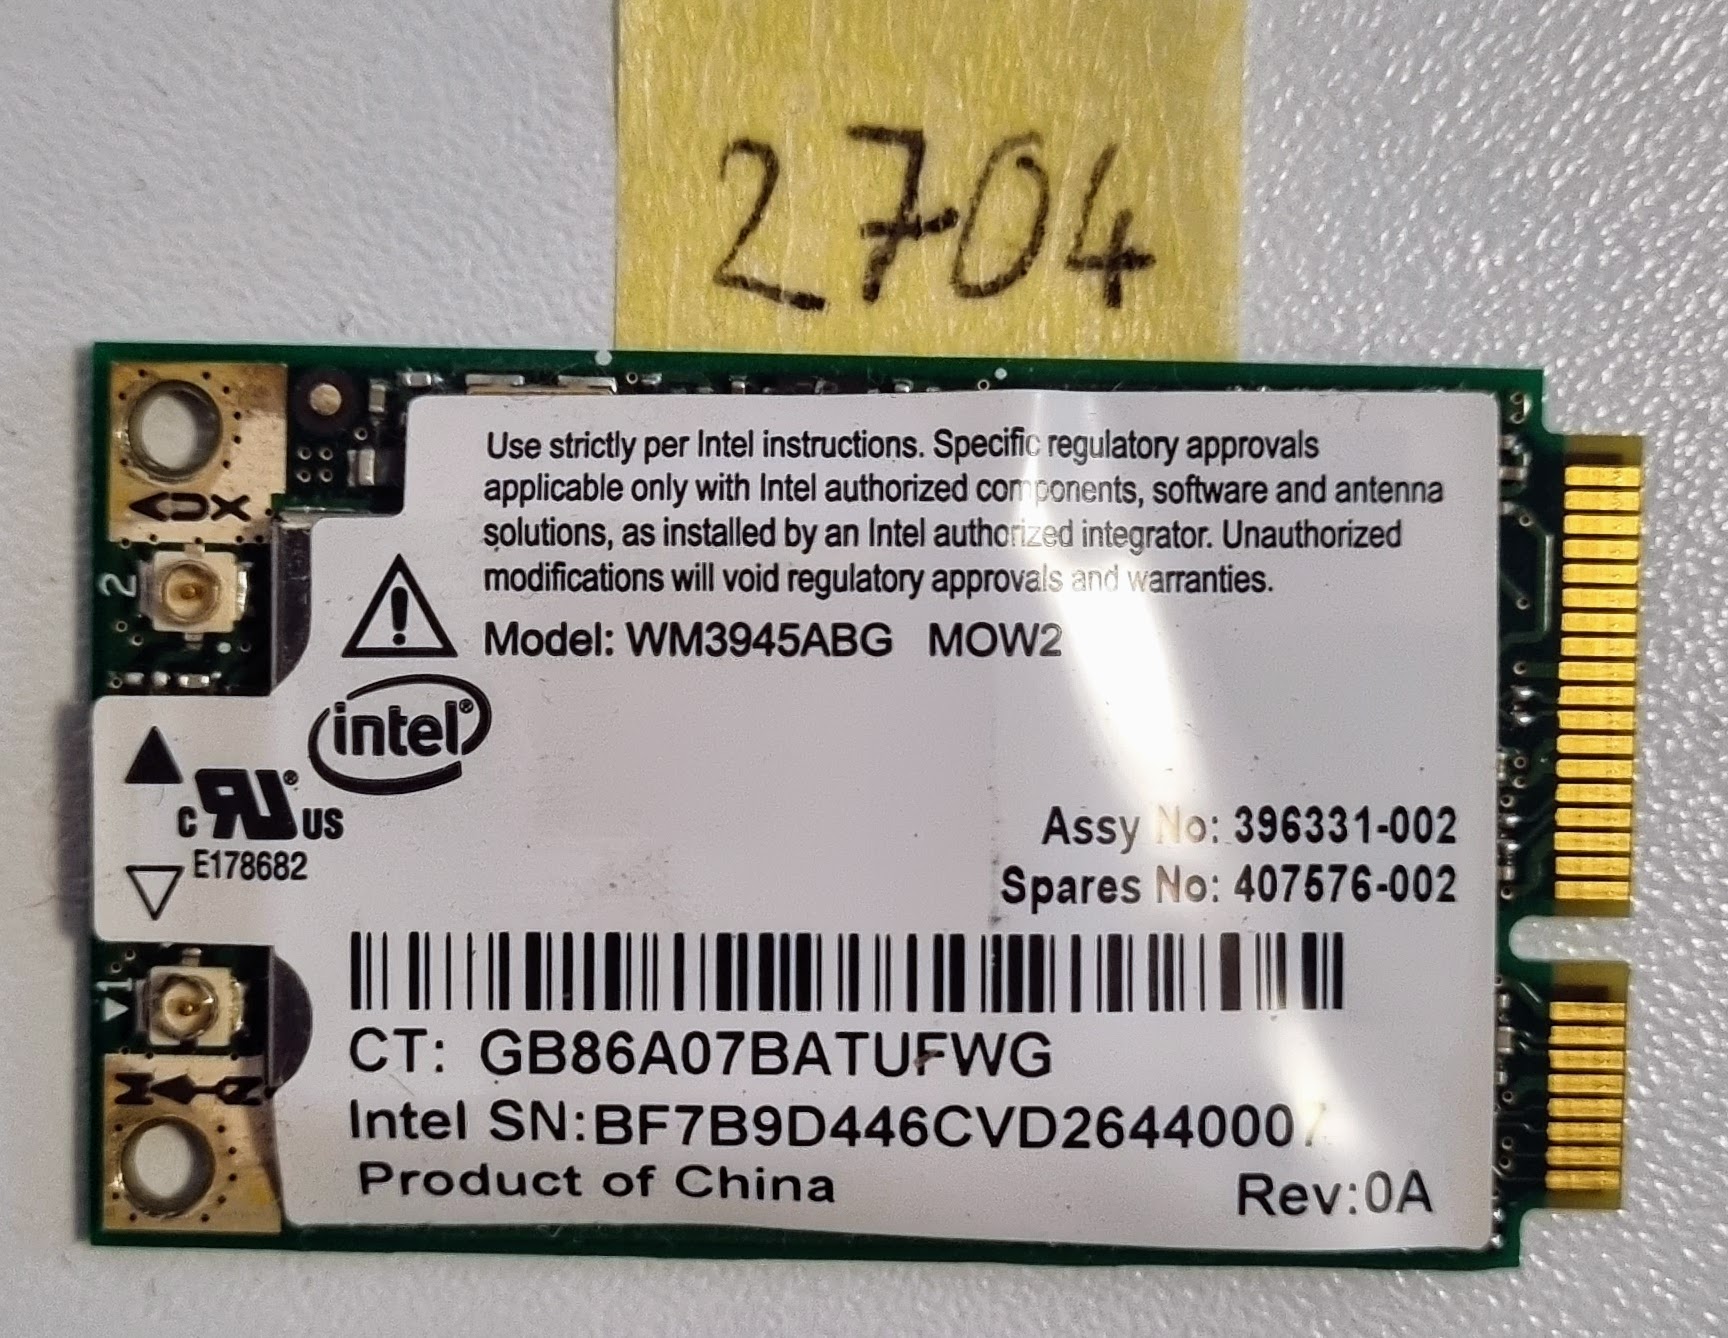 2704
Use strictly per Intel instructions. Specific regulatory approvals
applicable only with Intel authorized components, software and antenna
solutions, as installed by an Intel authorized integrator. Unauthorized
modifications will void regulatory approvals and warranties.
Model: WM3945ABG MOW2
intel®
2
C RU® US
E178682
Assy No: 396331-002
Spares No: 407576-002
1
CT: GB86A07BATUFWG
Intel SN:
Product of China
Rev:0A